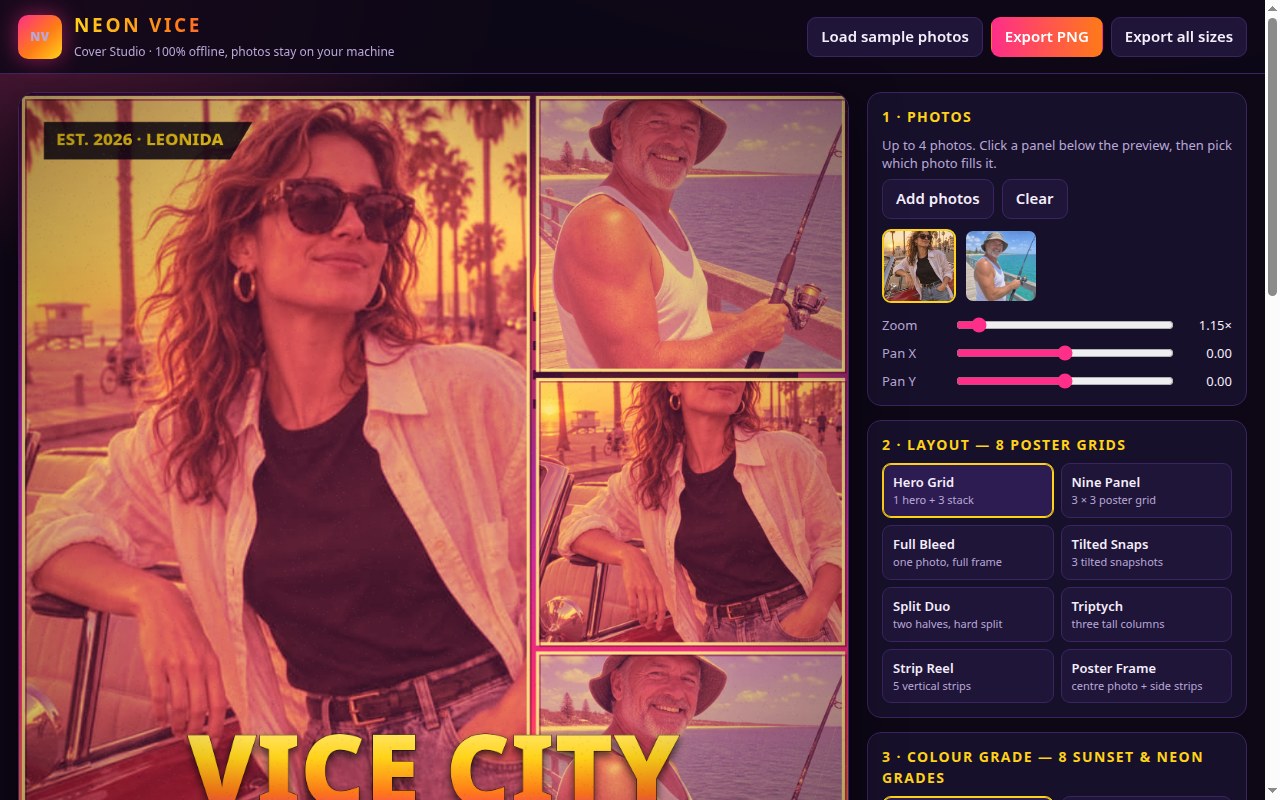 NV
NEON VICE
Cover Studio · 100% offline, photos stay on your machine
Load sample photos
Export PNG
Export all sizes
EST. 2026 · LEONIDA
VICE CITY
1 · PHOTOS
Up to 4 photos. Click a panel below the preview, then pick
which photo fills it.
Add photos
Clear
Zoom
1.15×
Pan X
0.00
Pan Y
0.00
2 · LAYOUT — 8 POSTER GRIDS
Hero Grid
1 hero + 3 stack
Nine Panel
3 × 3 poster grid
Full Bleed
one photo, full frame
Tilted Snaps
3 tilted snapshots
Split Duo
two halves, hard split
Triptych
three tall columns
Strip Reel
5 vertical strips
Poster Frame
centre photo + side strips
3 · COLOUR GRADE — 8 SUNSET & NEON
GRADES